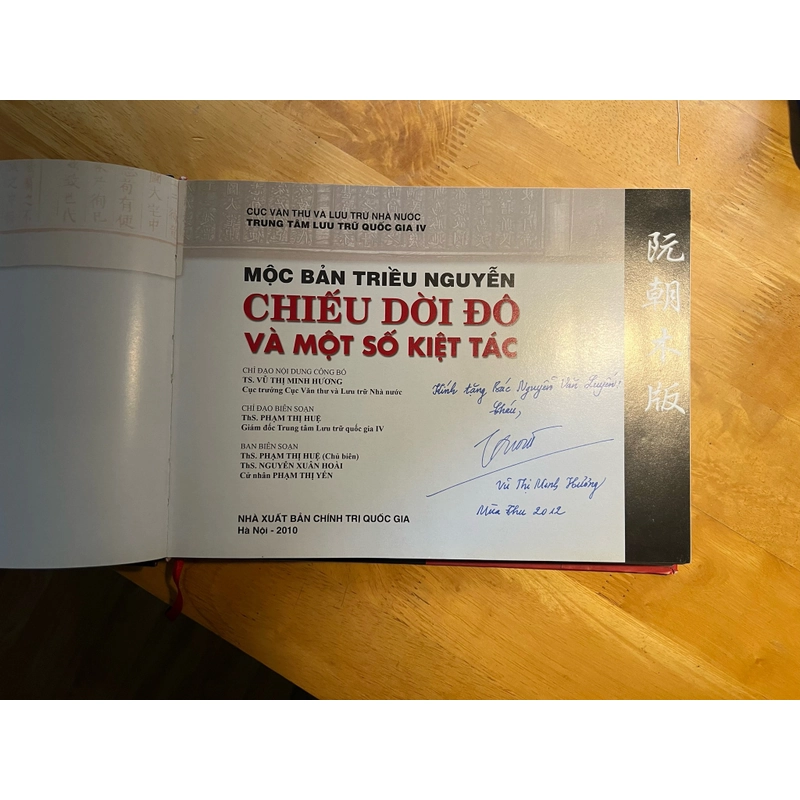 CỤC VĂN THƯ VÀ LƯU TRỮ NHÀ NƯỚC
TRUNG TÂM LƯU TRỮ QUỐC GIA IV
MỘC BẢN TRIỀU NGUYỄN
CHIẾU DỜI ĐÔ
VÀ MỘT SỐ KIỆT TÁC
CHỈ ĐẠO NỘI DUNG CÔNG BỐ
TS. VŨ THỊ MINH HƯƠNG
Cục trưởng Cục Văn thư và Lưu trữ Nhà nước
CHỈ ĐẠO BIÊN SOẠN
ThS. PHẠM THỊ HUỆ
Giám đốc Trung tâm Lưu trữ quốc gia IV
BAN BIÊN SOẠN
ThS. PHẠM THỊ HUỆ (Chủ biên)
ThS. NGUYỄN XUÂN HOÀI
Cử nhân PHẠM THỊ YẾN
NHÀ XUẤT BẢN CHÍNH TRỊ QUỐC GIA
Hà Nội - 2010
Kính tặng Bác Nguyễn Văn
Cháu,
Vũ Thị Minh Hương
Mùa thu 2012
阮朝木版